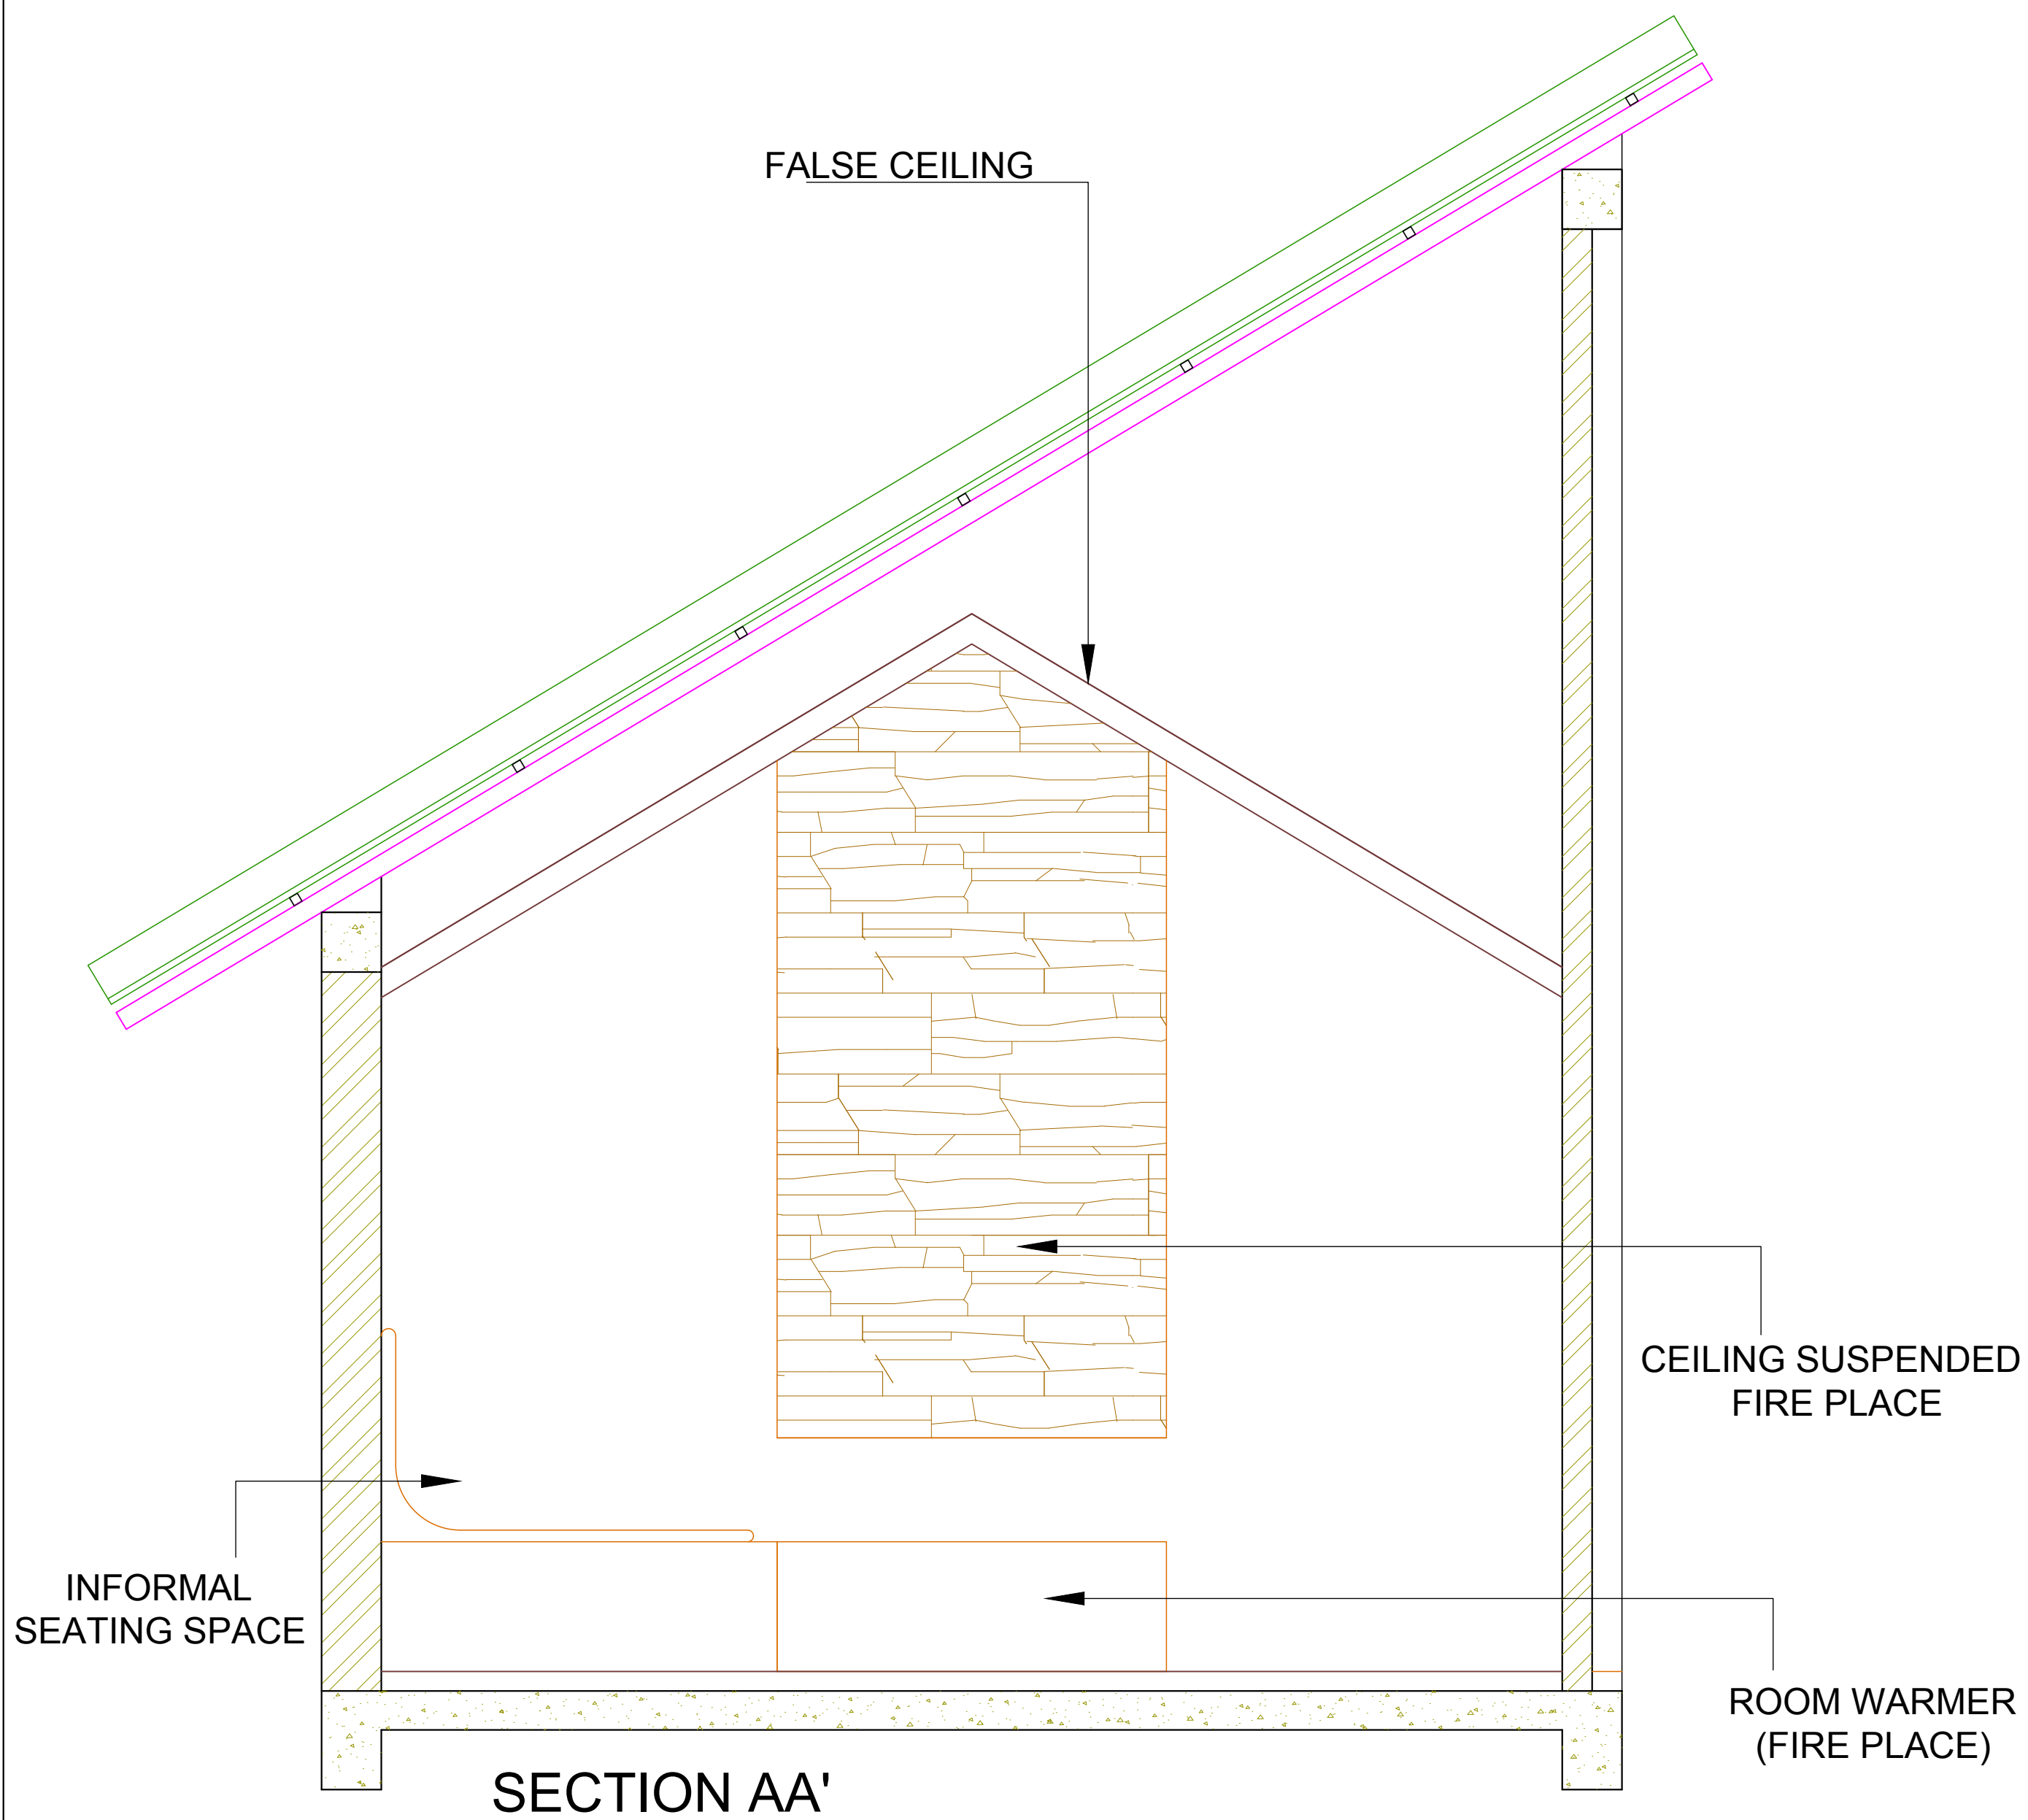 FALSE CEILING
CEILING SUSPENDED
FIRE PLACE
INFORMAL
SEATING SPACE
ROOM WARMER
(FIRE PLACE)
SECTION AA'